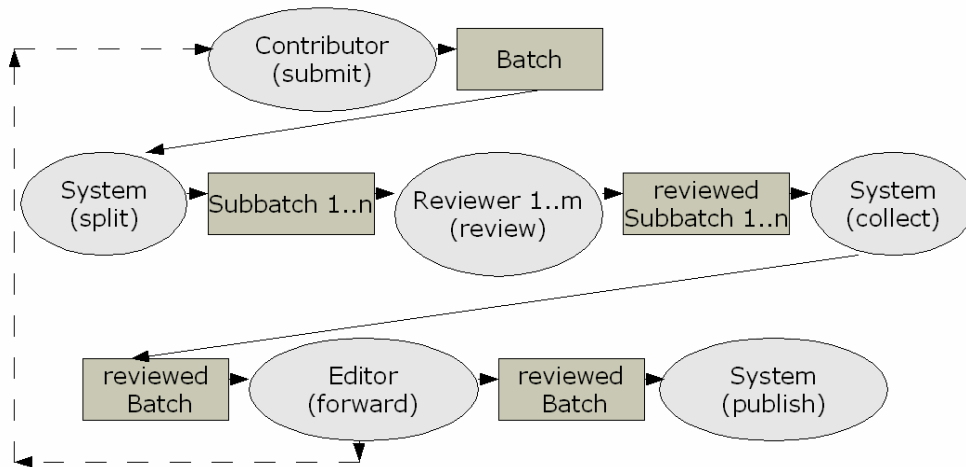 Contributor
(submit)
Batch
System
(split)
Subbatch 1..n
Reviewer 1..m
(review)
reviewed
Subbatch 1..n
System
(collect)
reviewed
Batch
Editor
(forward)
reviewed
Batch
System
(publish)